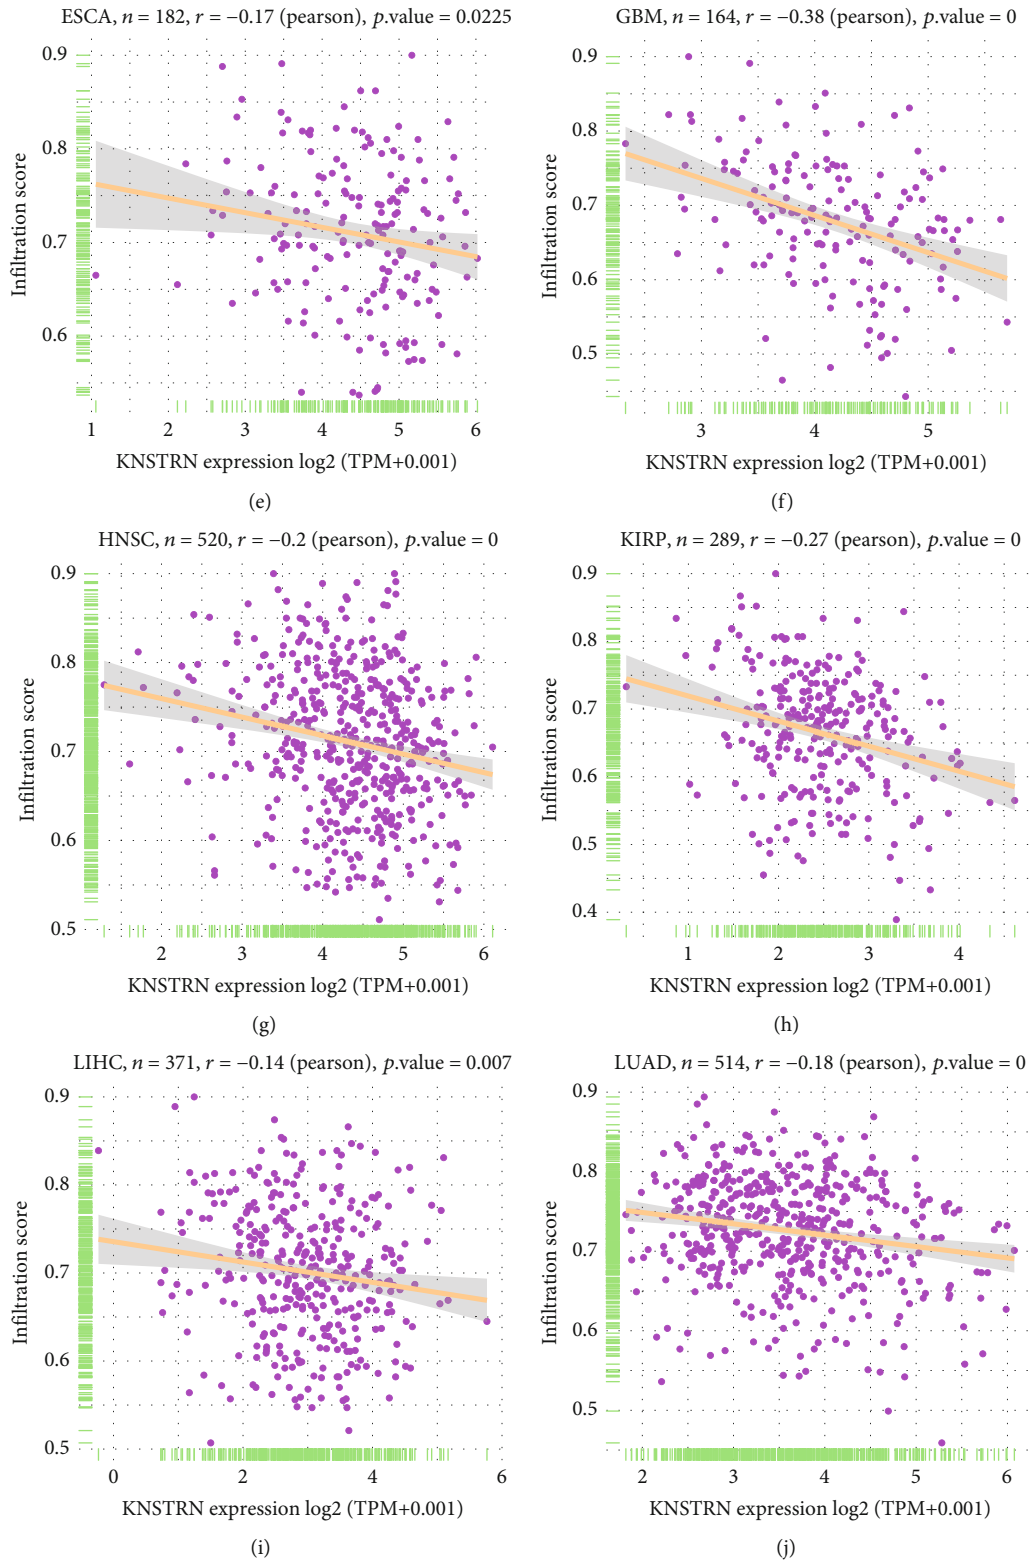 ESCA, n = 182, r = −0.17 (pearson), p.value = 0.0225
0.9
0.8
0.7
0.6
Infiltration score
1 2 3 4 5 6
KNSTRN expression log2 (TPM+0.001)
(e)
GBM, n = 164, r = −0.38 (pearson), p.value = 0
0.9
0.8
0.7
0.6
0.5
Infiltration score
3 4 5
KNSTRN expression log2 (TPM+0.001)
(f)
HNSC, n = 520, r = −0.2 (pearson), p.value = 0
0.9
0.8
0.7
0.6
0.5
Infiltration score
2 3 4 5 6
KNSTRN expression log2 (TPM+0.001)
(g)
KIRP, n = 289, r = −0.27 (pearson), p.value = 0
0.9
0.8
0.7
0.6
0.5
0.4
Infiltration score
1 2 3 4
KNSTRN expression log2 (TPM+0.001)
(h)
LIHC, n = 371, r = −0.14 (pearson), p.value = 0.007
0.9
0.8
0.7
0.6
0.5
Infiltration score
0 2 4 6
KNSTRN expression log2 (TPM+0.001)
(i)
LUAD, n = 514, r = −0.18 (pearson), p.value = 0
0.9
0.8
0.7
0.6
0.5
Infiltration score
2 3 4 5 6
KNSTRN expression log2 (TPM+0.001)
(j)